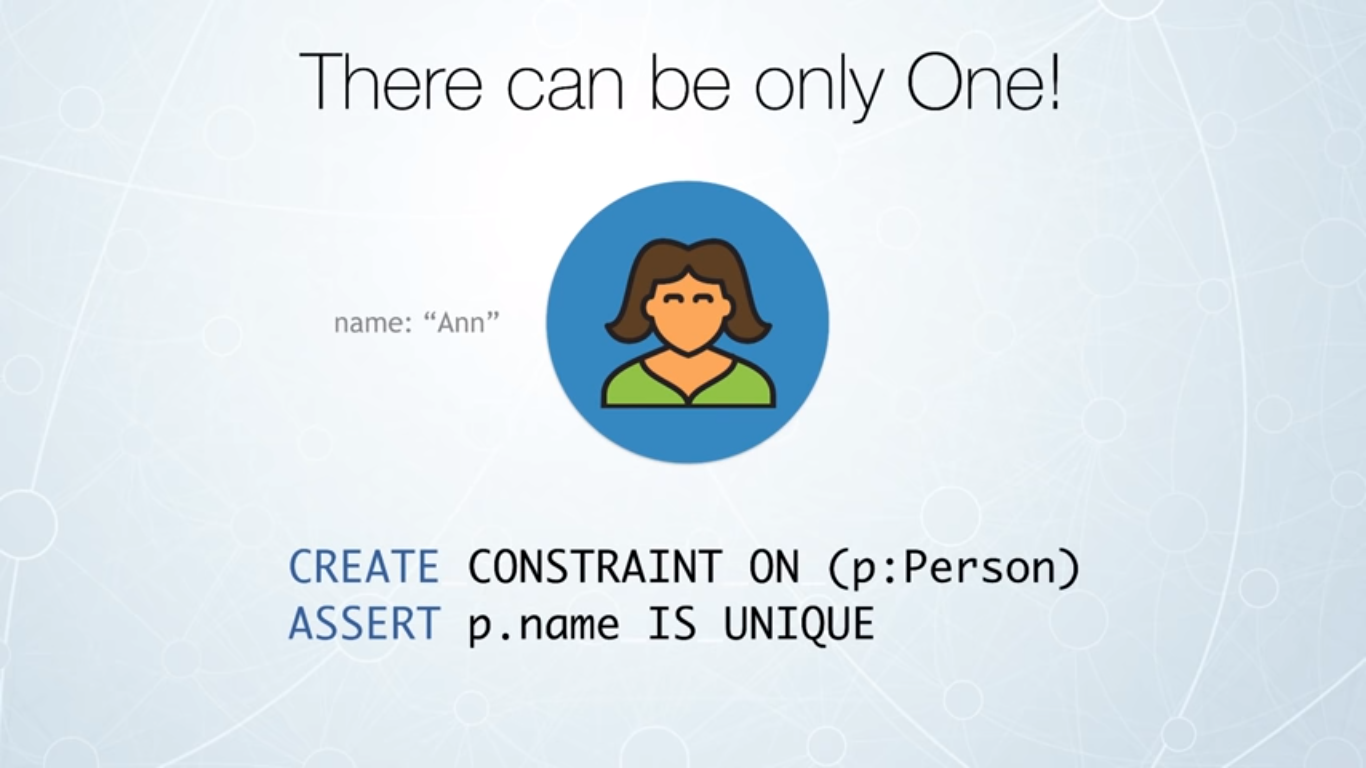 There can be only One!
name: “Ann”
CREATE CONSTRAINT ON (p:Person)
ASSERT p.name IS UNIQUE